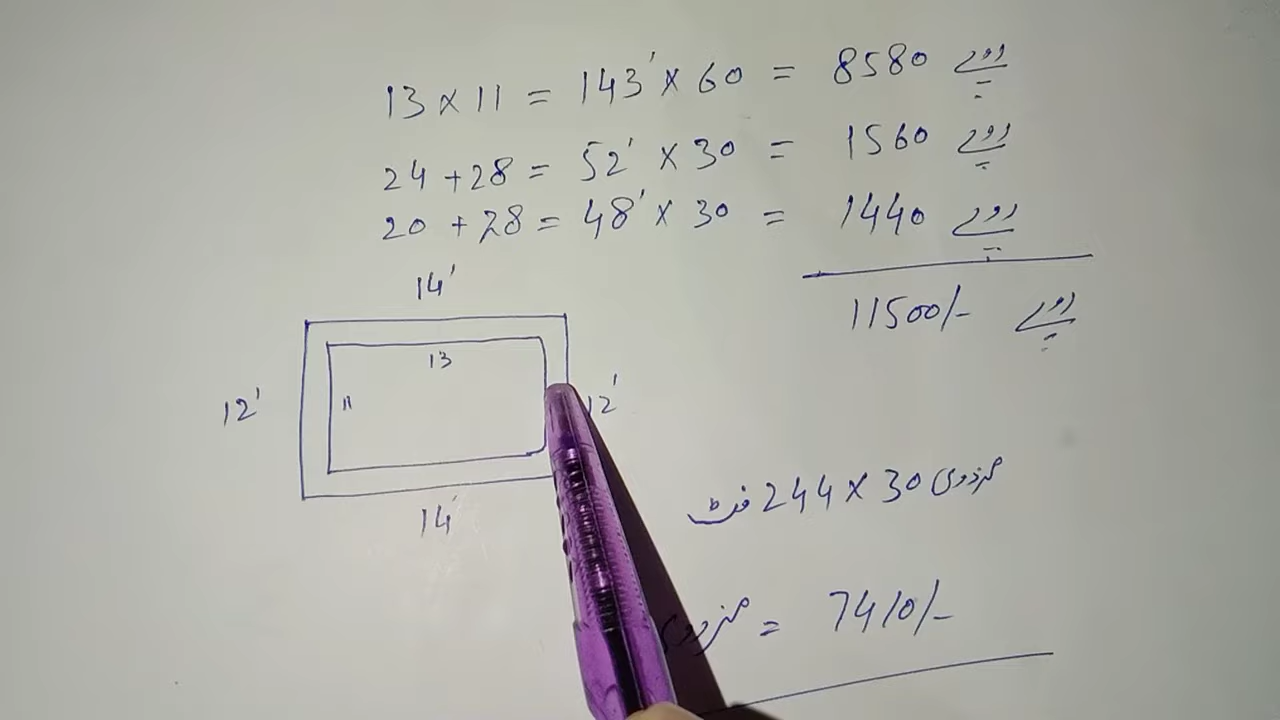 13 x 11 = 143' x 60 = 8580 روپے
24 + 28 = 52' x 30 = 1560 روپے
20 + 28 = 48' x 30 = 1440 روپے
11500/- روپے
14'
13
12'
11
12'
14'
مزدوری 30 x 244 فٹ
مزدوری = 7410/-